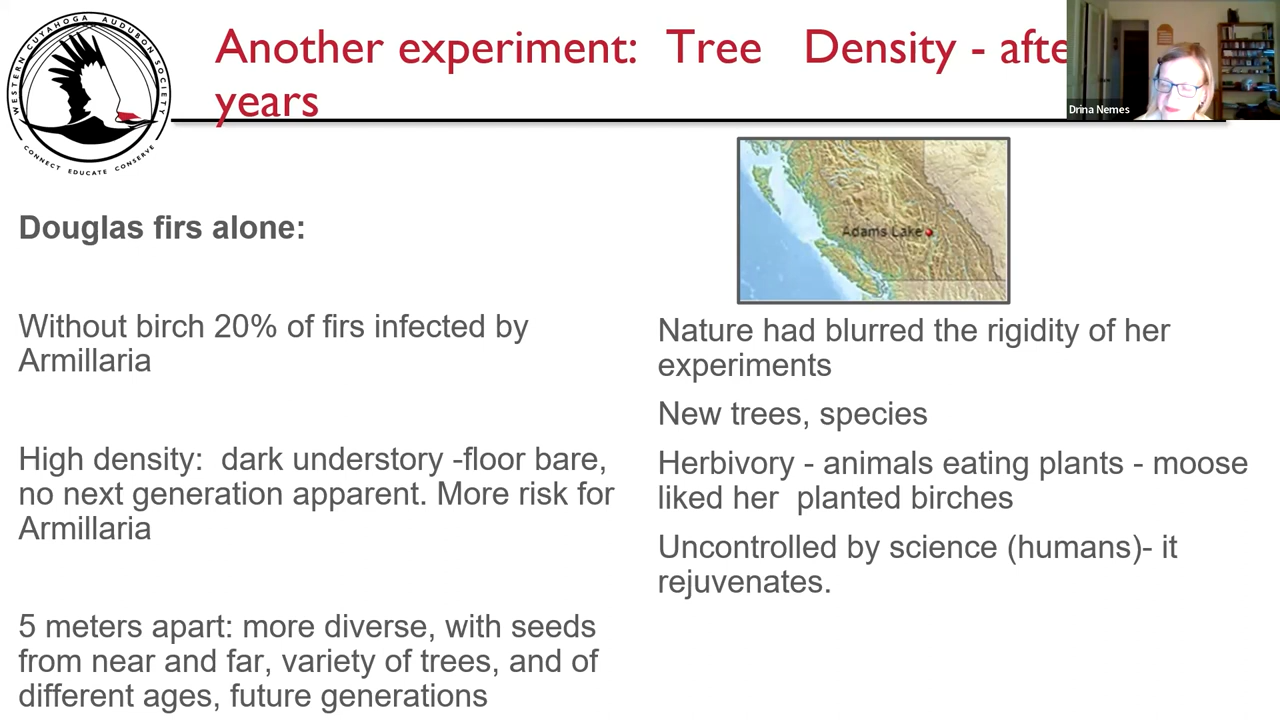 WESTERN CUYAHOGA AUDUBON SOCIETY
CONNECT EDUCATE CONSERVE
Another experiment: Tree Density - afte
years
Drina Nemes
Douglas firs alone:
Without birch 20% of firs infected by
Armillaria
High density: dark understory -floor bare,
no next generation apparent. More risk for
Armillaria
5 meters apart: more diverse, with seeds
from near and far, variety of trees, and of
different ages, future generations
Adams Lake
Nature had blurred the rigidity of her
experiments
New trees, species
Herbivory - animals eating plants - moose
liked her planted birches
Uncontrolled by science (humans)- it
rejuvenates.